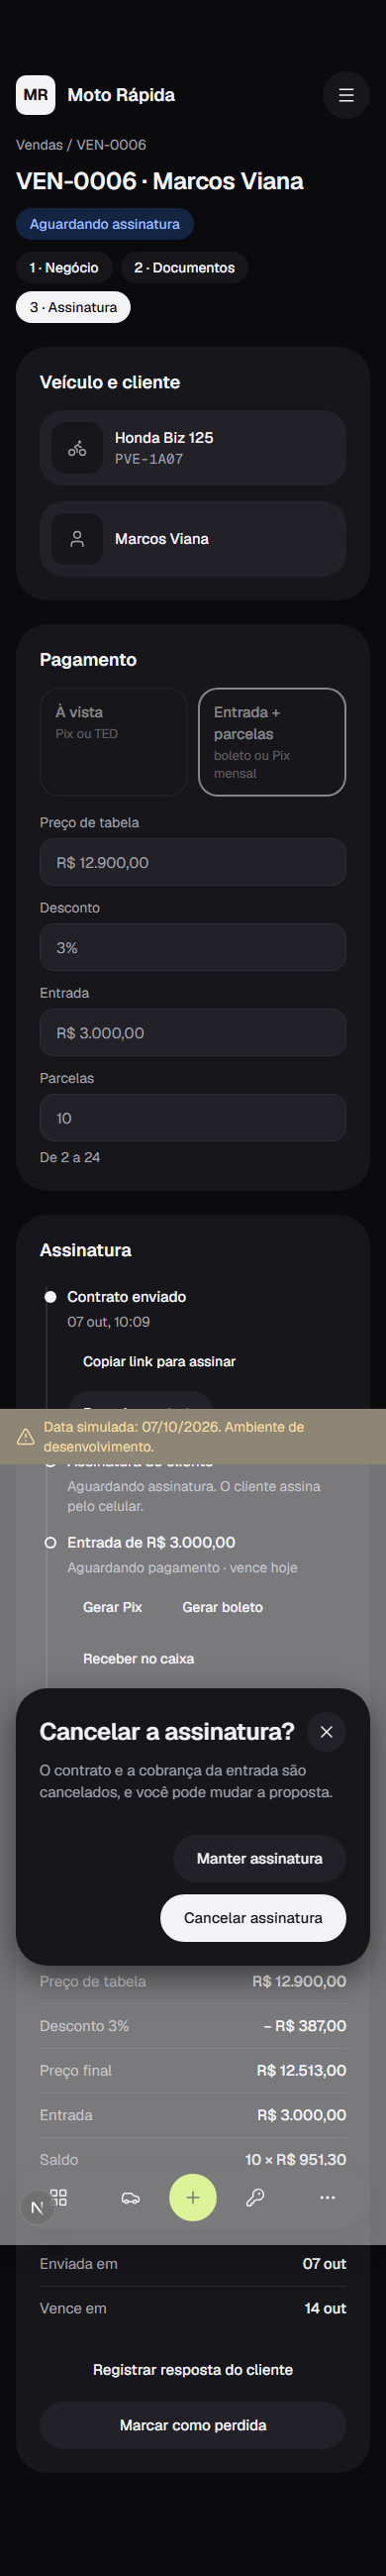 MR Moto Rápida
Vendas / VEN-0006
VEN-0006 · Marcos Viana
Aguardando assinatura
1 · Negócio
2 · Documentos
3 · Assinatura
Veículo e cliente
Honda Biz 125
PVE-1A07
Marcos Viana
Pagamento
À vista
Pix ou TED
Entrada +
parcelas
boleto ou Pix
mensal
Preço de tabela
R$ 12.900,00
Desconto
3%
Entrada
R$ 3.000,00
Parcelas
10
De 2 a 24
Assinatura
Contrato enviado
07 out, 10:09
Copiar link para assinar
Data simulada: 07/10/2026. Ambiente de
desenvolvimento.
Aguardando assinatura. O cliente assina
pelo celular.
Entrada de R$ 3.000,00
Aguardando pagamento · vence hoje
Gerar Pix
Gerar boleto
Receber no caixa
Cancelar a assinatura?
O contrato e a cobrança da entrada são
cancelados, e você pode mudar a proposta.
Manter assinatura
Cancelar assinatura
Preço de tabela R$ 12.900,00
Desconto 3% − R$ 387,00
Preço final R$ 12.513,00
Entrada R$ 3.000,00
Saldo 10 × R$ 951,30
N
Enviada em 07 out
Vence em 14 out
Registrar resposta do cliente
Marcar como perdida